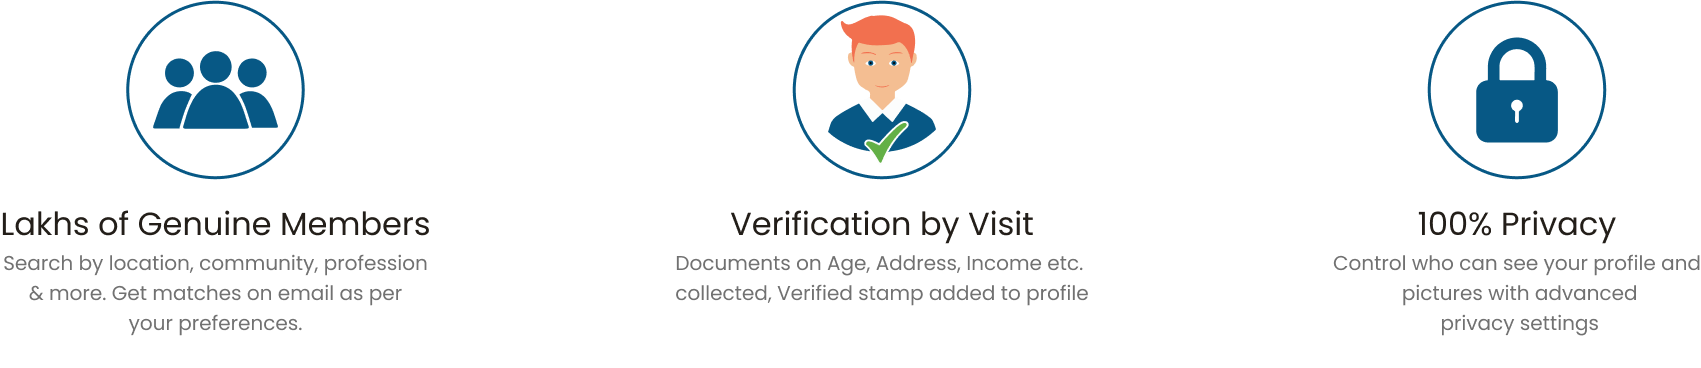 Lakhs of Genuine Members
Search by location, community, profession
& more. Get matches on email as per
your preferences.
Verification by Visit
Documents on Age, Address, Income etc.
collected, Verified stamp added to profile
100% Privacy
Control who can see your profile and
pictures with advanced
privacy settings